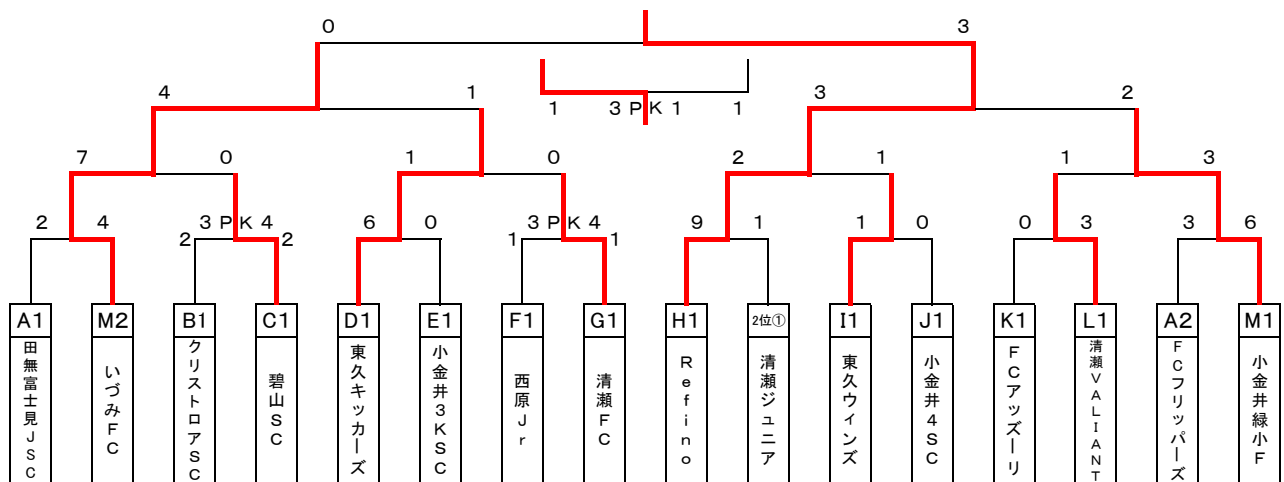 0 3
4 1 3 2
1 3 P K 1 1
7 0 1 0 2 1 1 3
2 4 3 P K 4 6 0 3 P K 4 9 1 1 0 0 3 3 6
2 2 1 1
A1 M2 B1 C1 D1 E1 F1 G1 H1 2位① I1 J1 K1 L1 A2 M1
田無富士見JSC
いづみFC
クリストロアSC
碧山SC
東久キッカーズ
小金井3KSC
西原Jr
清瀬FC
Refino
清瀬ジュニア
東久ウィンズ
小金井4SC
FCアッズーリ
清瀬VALIANT
FCフリッパーズ
小金井緑小F